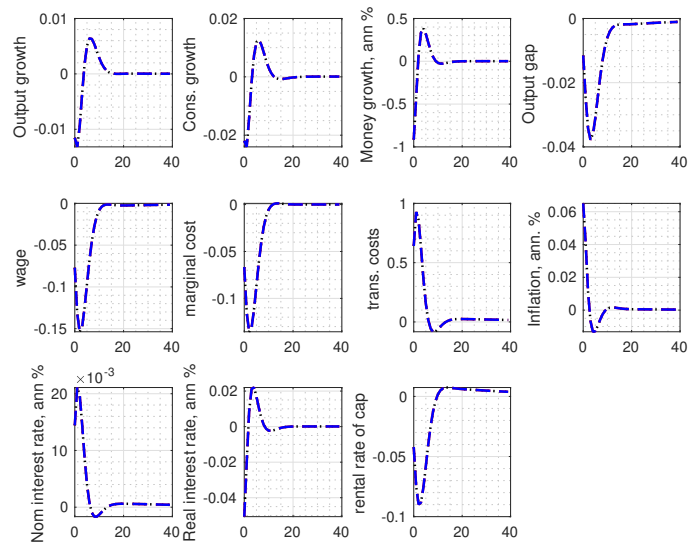 Output growth
0.01
0
-0.01
0 20 40
Cons. growth
0.02
0
-0.02
0 20 40
Money growth, ann %
0.5
0
-0.5
-1
0 20 40
Output gap
0
-0.02
-0.04
0 20 40
wage
0
-0.05
-0.1
-0.15
0 20 40
marginal cost
0
-0.05
-0.1
0 20 40
trans. costs
1
0.5
0
0 20 40
Inflation, ann. %
0.06
0.04
0.02
0
0 20 40
Nom interest rate, ann %
×10⁻³
20
10
0
0 20 40
Real interest rate, ann %
0.02
0
-0.02
-0.04
0 20 40
rental rate of cap
0
-0.05
-0.1
0 20 40